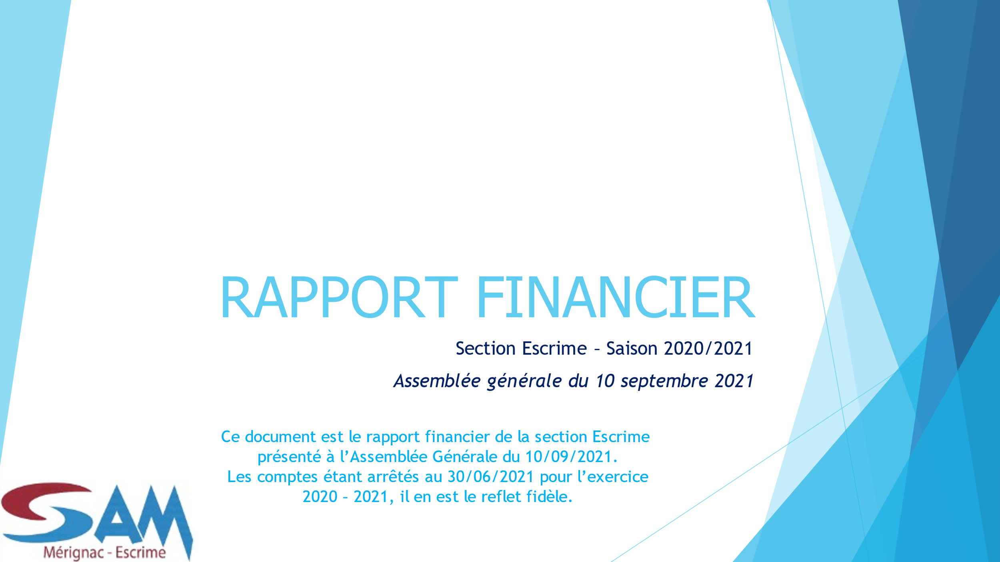 RAPPORT FINANCIER
Section Escrime – Saison 2020/2021
Assemblée générale du 10 septembre 2021
Ce document est le rapport financier de la section Escrime
présenté à l’Assemblée Générale du 10/09/2021.
Les comptes étant arrêtés au 30/06/2021 pour l’exercice
2020 – 2021, il en est le reflet fidèle.
SAM
Mérignac - Escrime